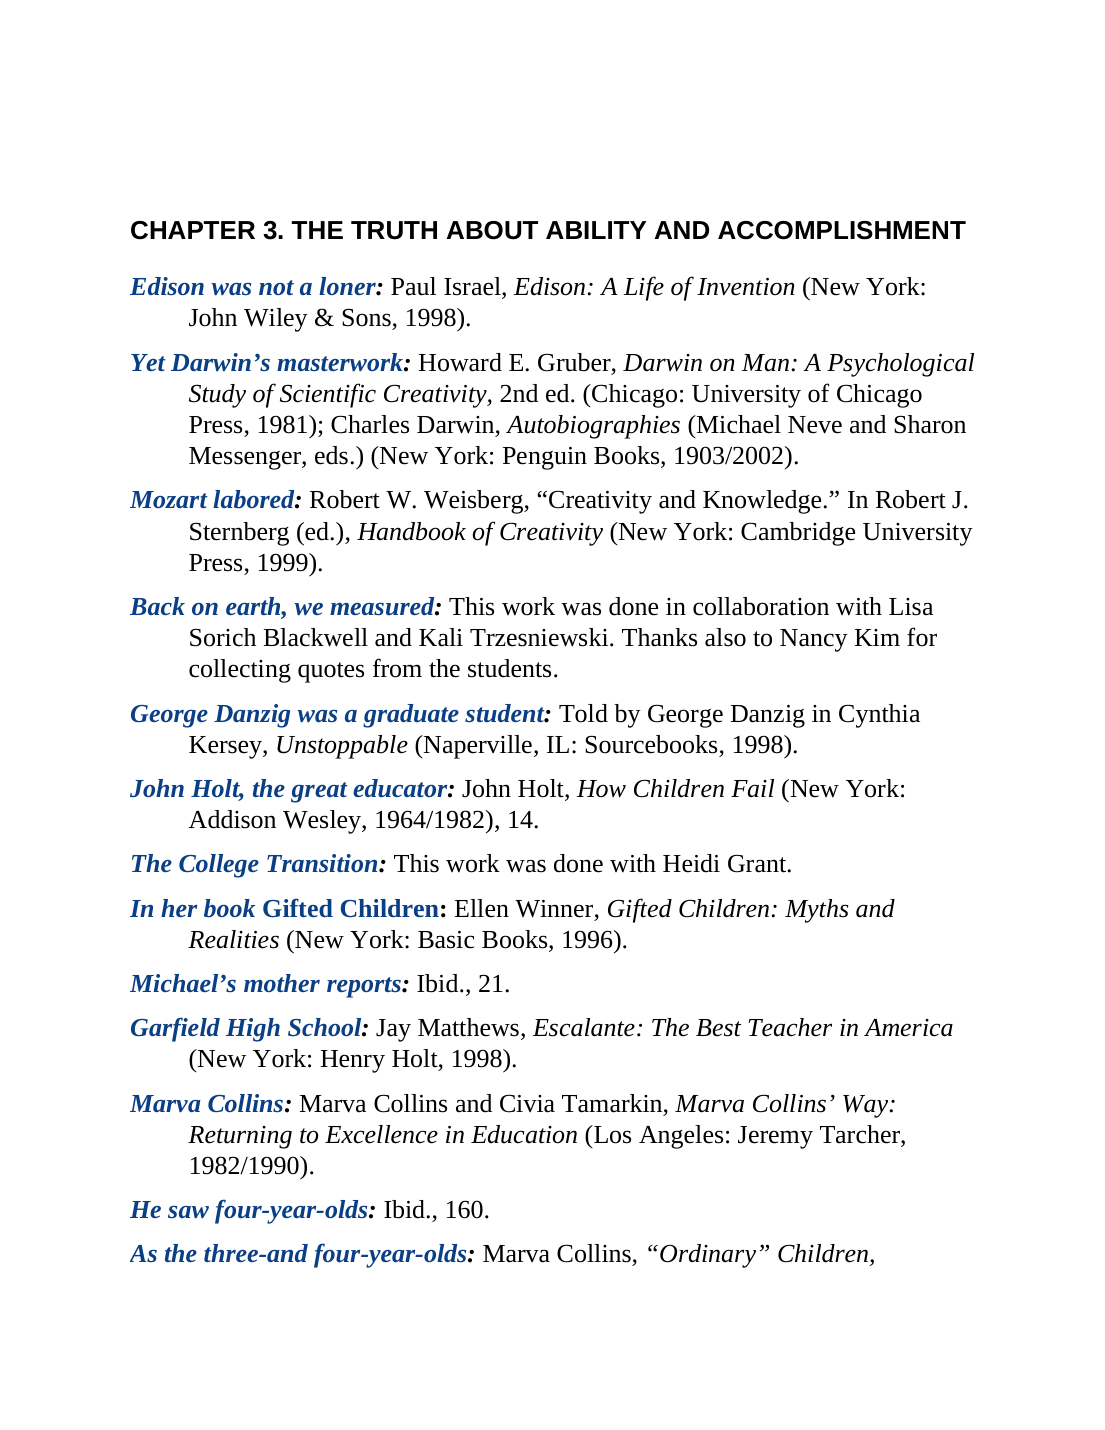 CHAPTER 3. THE TRUTH ABOUT ABILITY AND ACCOMPLISHMENT
Edison was not a loner: Paul Israel, Edison: A Life of Invention (New York:
John Wiley & Sons, 1998).
Yet Darwin’s masterwork: Howard E. Gruber, Darwin on Man: A Psychological
Study of Scientific Creativity, 2nd ed. (Chicago: University of Chicago
Press, 1981); Charles Darwin, Autobiographies (Michael Neve and Sharon
Messenger, eds.) (New York: Penguin Books, 1903/2002).
Mozart labored: Robert W. Weisberg, “Creativity and Knowledge.” In Robert J.
Sternberg (ed.), Handbook of Creativity (New York: Cambridge University
Press, 1999).
Back on earth, we measured: This work was done in collaboration with Lisa
Sorich Blackwell and Kali Trzesniewski. Thanks also to Nancy Kim for
collecting quotes from the students.
George Danzig was a graduate student: Told by George Danzig in Cynthia
Kersey, Unstoppable (Naperville, IL: Sourcebooks, 1998).
John Holt, the great educator: John Holt, How Children Fail (New York:
Addison Wesley, 1964/1982), 14.
The College Transition: This work was done with Heidi Grant.
In her book Gifted Children: Ellen Winner, Gifted Children: Myths and
Realities (New York: Basic Books, 1996).
Michael’s mother reports: Ibid., 21.
Garfield High School: Jay Matthews, Escalante: The Best Teacher in America
(New York: Henry Holt, 1998).
Marva Collins: Marva Collins and Civia Tamarkin, Marva Collins’ Way:
Returning to Excellence in Education (Los Angeles: Jeremy Tarcher,
1982/1990).
He saw four-year-olds: Ibid., 160.
As the three-and four-year-olds: Marva Collins, “Ordinary” Children,